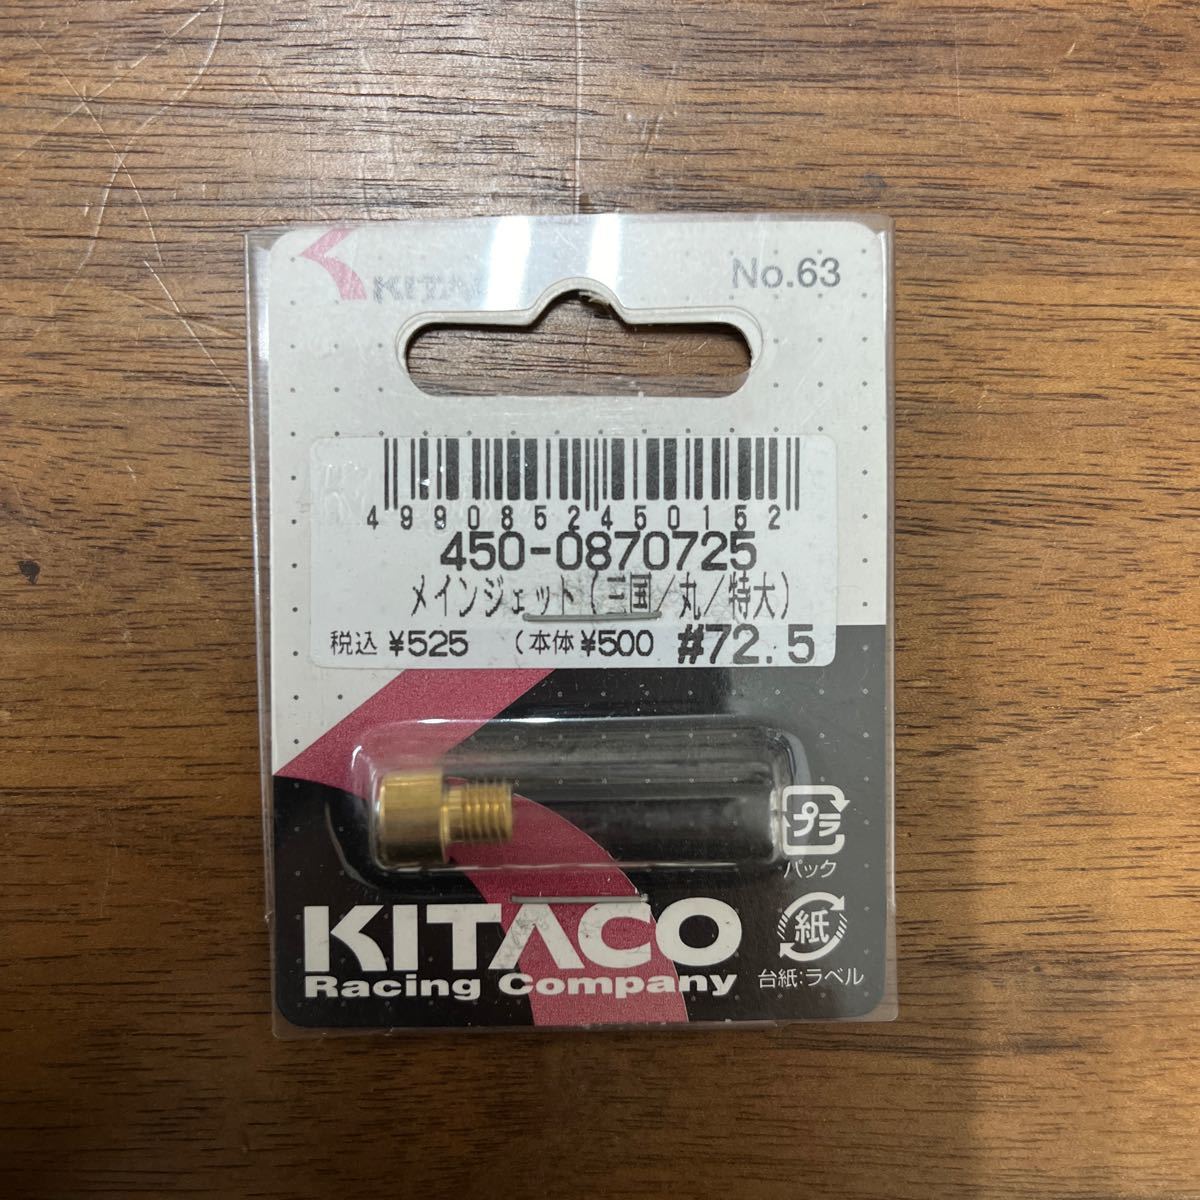 KITACO
No.63
4990852450152
450-0870725
メインジェット(三国/丸/特大)
税込 ¥525 (本体 ¥500 #72.5
プラ
パック
紙
台紙:ラベル
KITACO
Racing Company